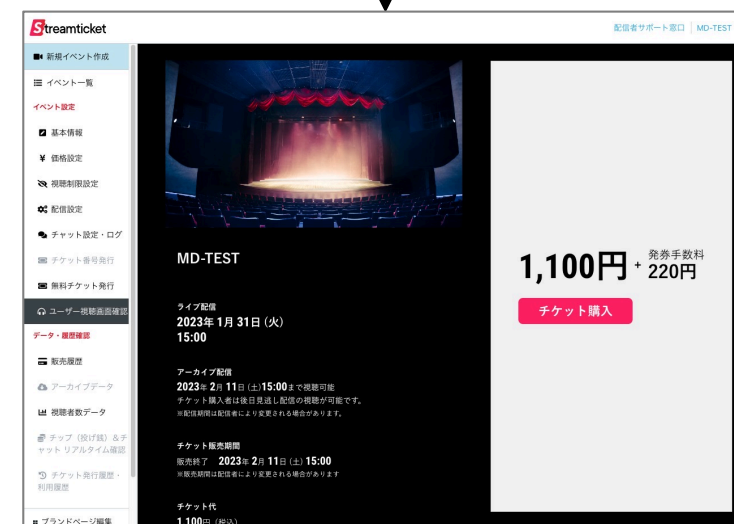 Streamticket
配信者サポート窓口 MD-TEST
新規イベント作成
イベント一覧
イベント設定
基本情報
¥ 価格設定
視聴制限設定
配信設定
チャット設定・ログ
チケット番号発行
無料チケット発行
ユーザー視聴画面確認
データ・履歴確認
販売履歴
アーカイブデータ
視聴者数データ
チップ（投げ銭）&チ
ャット リアルタイム確認
チケット発行履歴・
利用履歴
ブランドページ編集
MD-TEST
ライブ配信
2023年 1月 31日（火）
15:00
アーカイブ配信
2023年 2月 11日（土）15:00まで視聴可能
チケット購入者は後日見逃し配信の視聴が可能です。
※配信期間は配信者により変更される場合があります。
チケット販売期間
販売終了 2023年 2月 11日（土）15:00
※販売期間は配信者により変更される場合があります
チケット代
1,100円（税込）
1,100円 + 発券手数料
220円
チケット購入